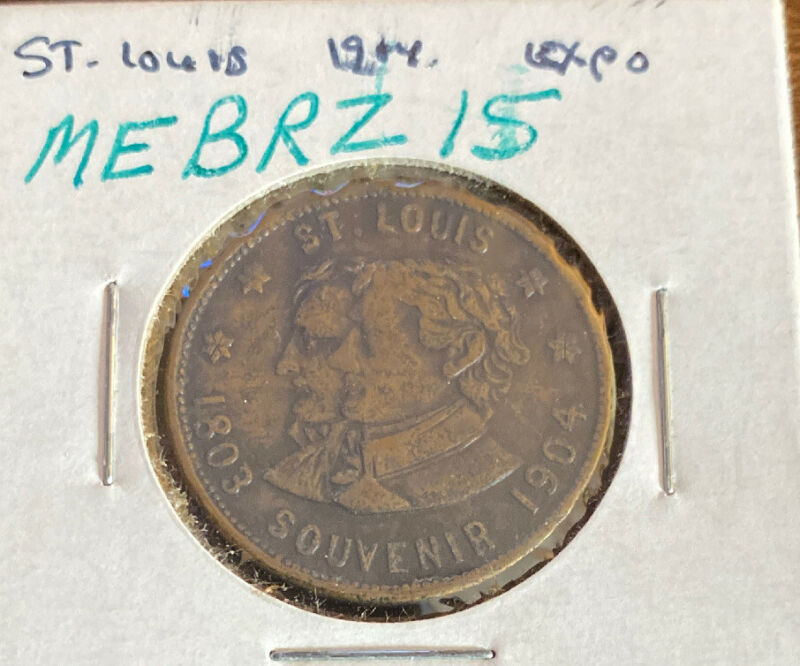 ST. Louis 1904. Expo
MEBRZ 15
ST. LOUIS
1803 SOUVENIR 1904